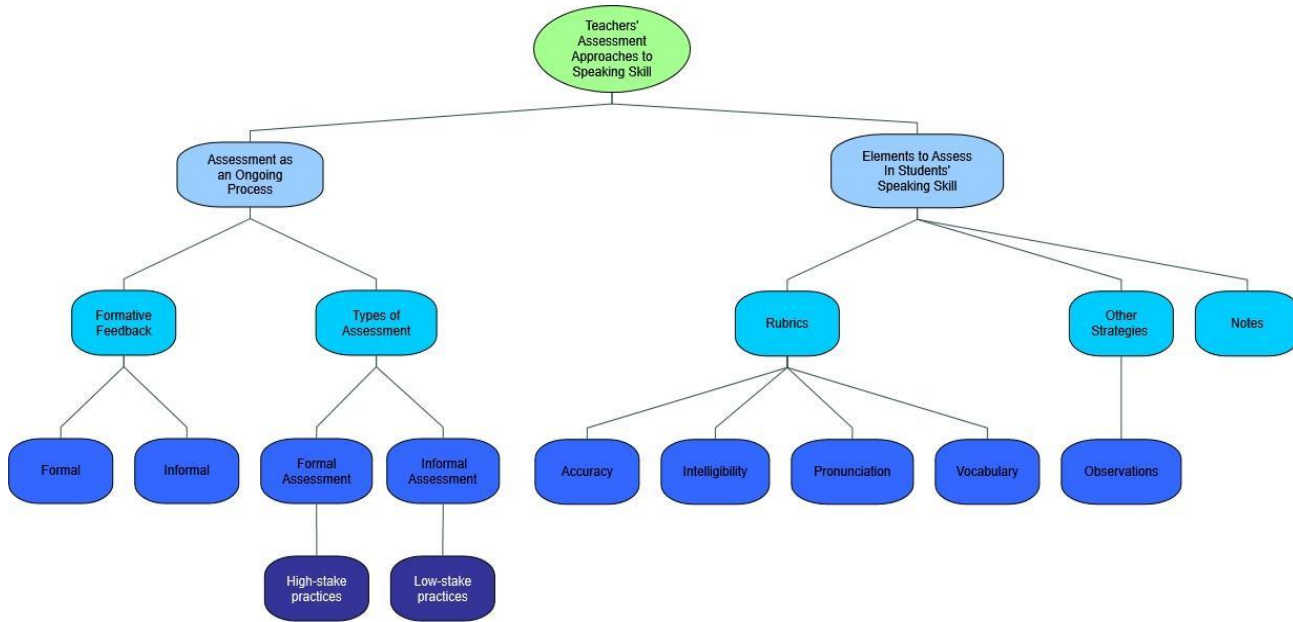 Teachers'
Assessment
Approaches to
Speaking Skill
Assessment as
an Ongoing
Process
Elements to Assess
In Students'
Speaking Skill
Formative
Feedback
Types of
Assessment
Rubrics
Other
Strategies
Notes
Formal
Informal
Formal
Assessment
Informal
Assessment
Accuracy
Intelligibility
Pronunciation
Vocabulary
Observations
High-stake
practices
Low-stake
practices